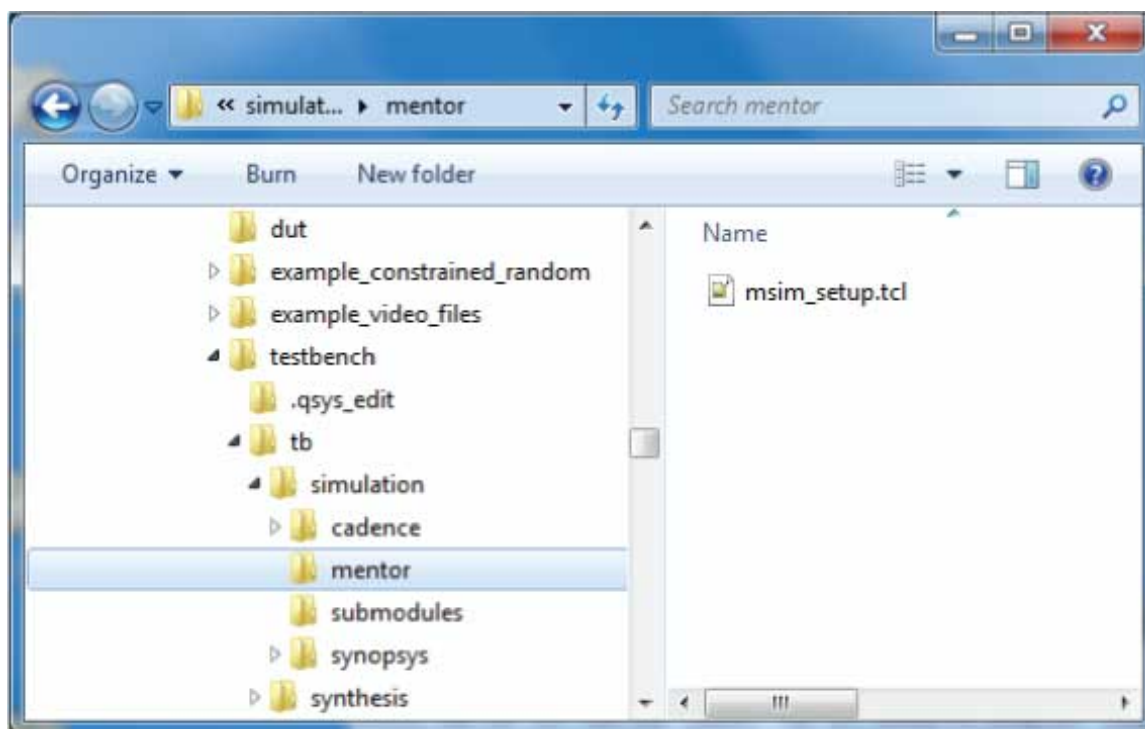 « simulat... ▸ mentor
Search mentor
Organize
Burn
New folder
dut
Name
example_constrained_random
msim_setup.tcl
example_video_files
testbench
.qsys_edit
tb
simulation
cadence
mentor
submodules
synopsys
synthesis